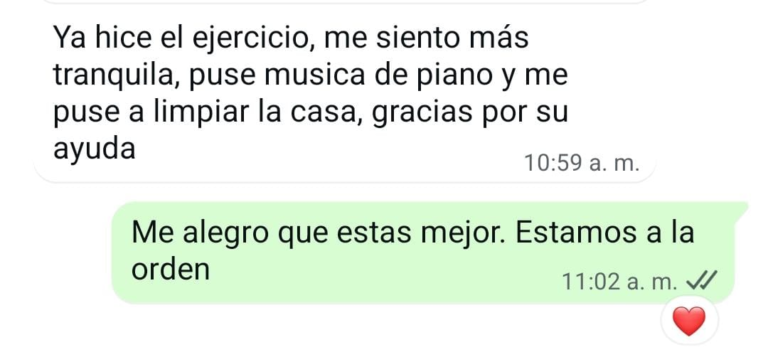 Ya hice el ejercicio, me siento más
tranquila, puse musica de piano y me
puse a limpiar la casa, gracias por su
ayuda
10:59 a. m.
Me alegro que estas mejor. Estamos a la
orden
11:02 a. m.